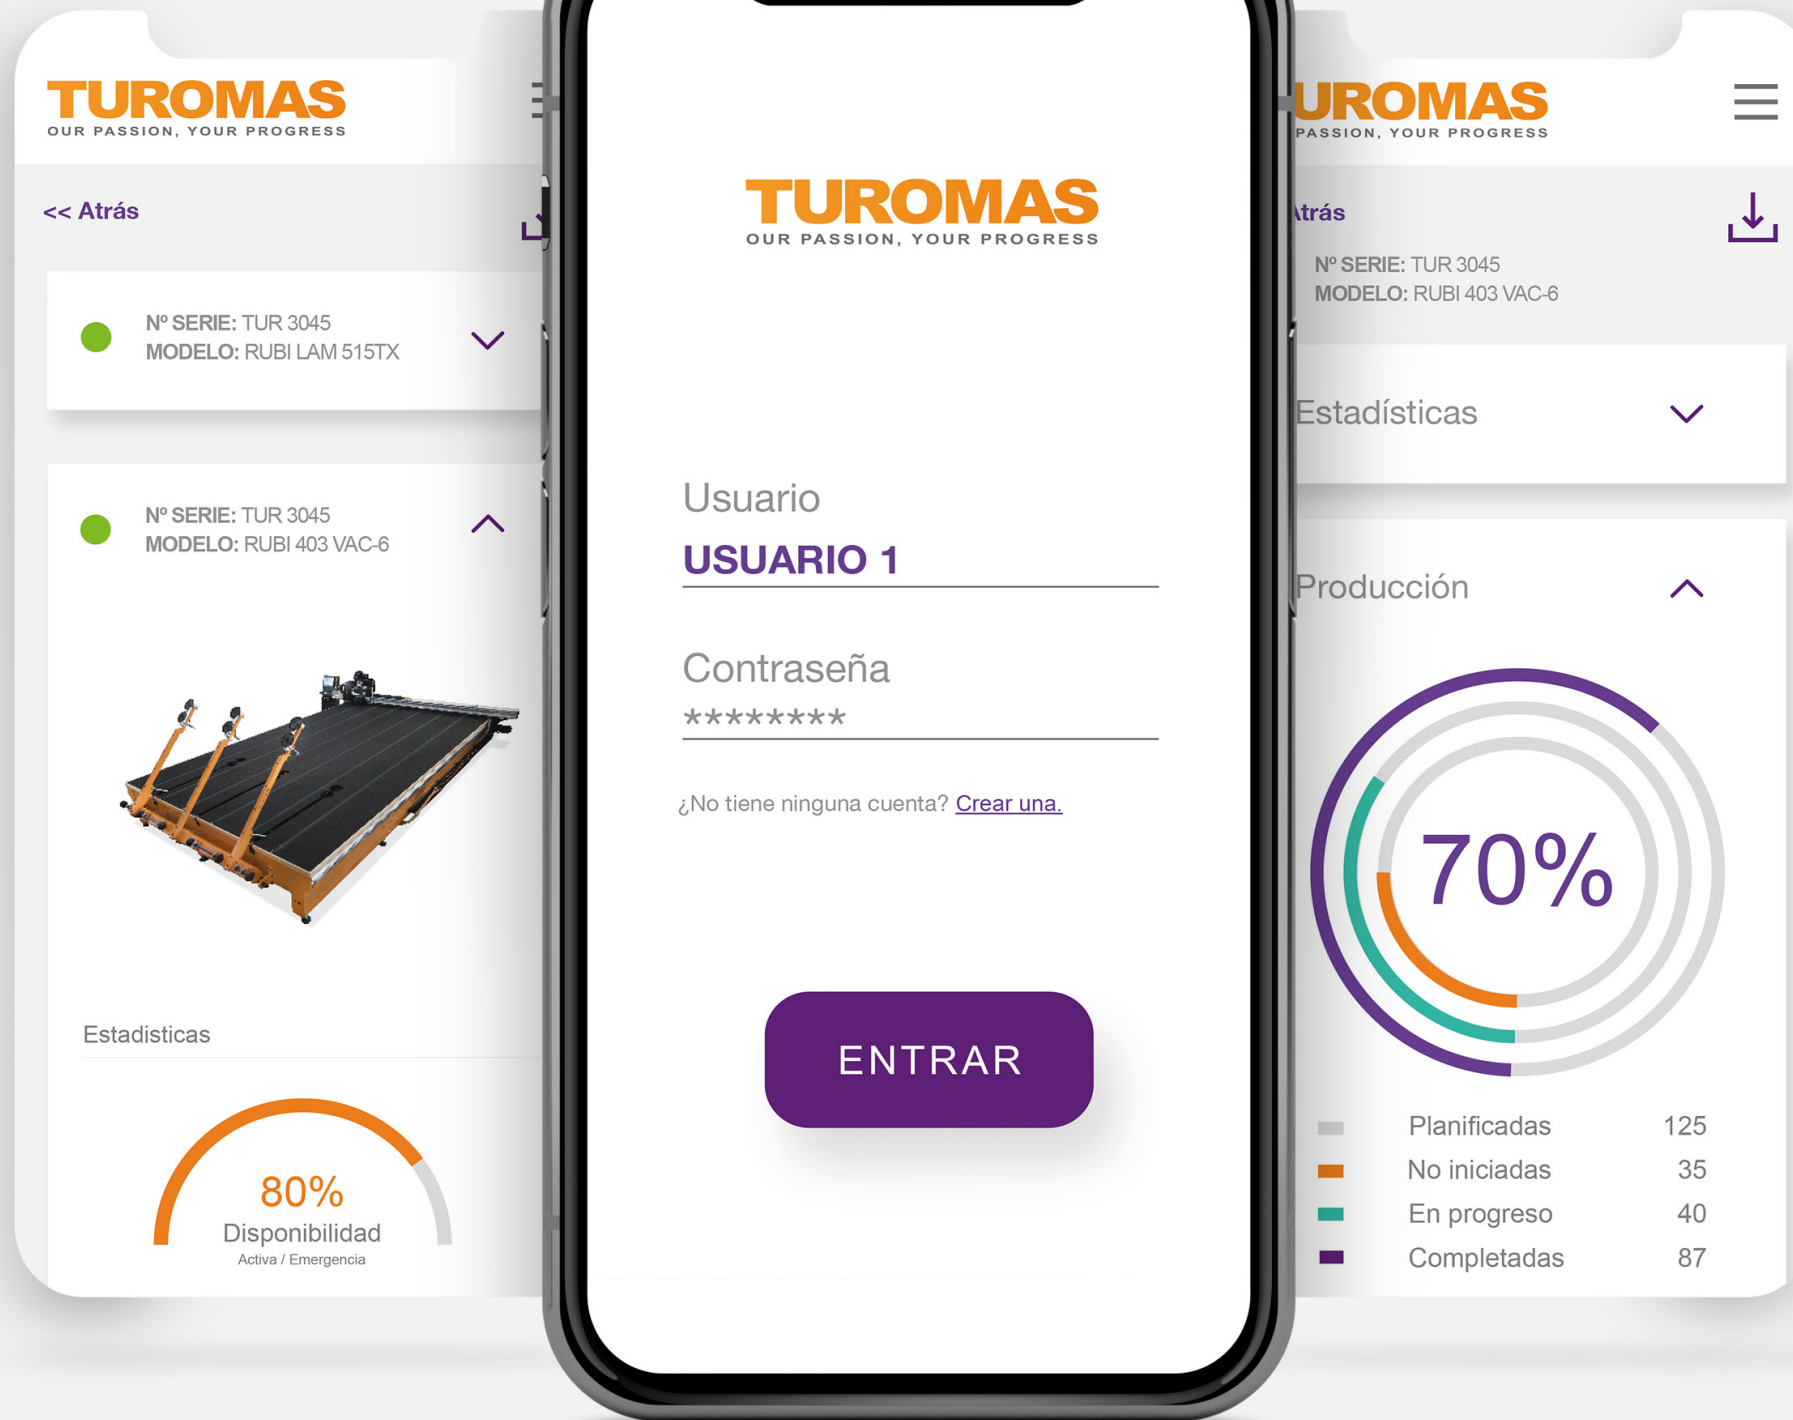 TUROMAS
OUR PASSION, YOUR PROGRESS
<< Atrás
Nº SERIE: TUR 3045
MODELO: RUBI LAM 515TX
Nº SERIE: TUR 3045
MODELO: RUBI 403 VAC-6
Estadisticas
80%
Disponibilidad
Activa / Emergencia
TUROMAS
OUR PASSION, YOUR PROGRESS
Usuario
USUARIO 1
Contraseña
********
¿No tiene ninguna cuenta? Crear una.
ENTRAR
UROMAS
PASSION, YOUR PROGRESS
Atrás
Nº SERIE: TUR 3045
MODELO: RUBI 403 VAC-6
Estadísticas
Producción
70%
Planificadas 125
No iniciadas 35
En progreso 40
Completadas 87